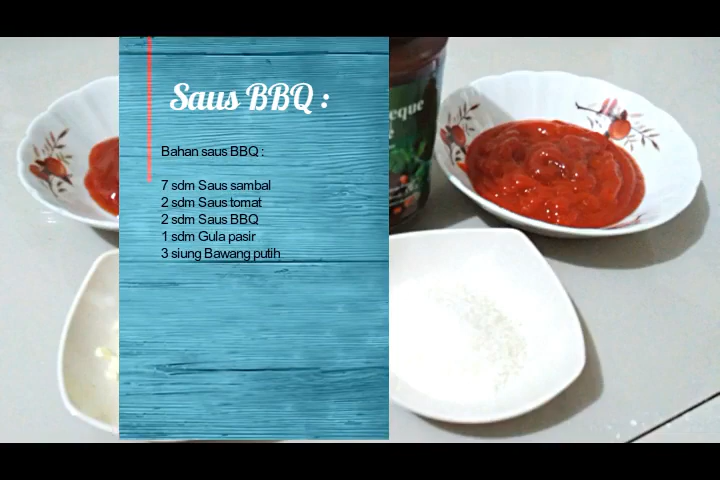 Saus BBQ :
Bahan saus BBQ :
7 sdm Saus sambal
2 sdm Saus tomat
2 sdm Saus BBQ
1 sdm Gula pasir
3 siung Bawang putih